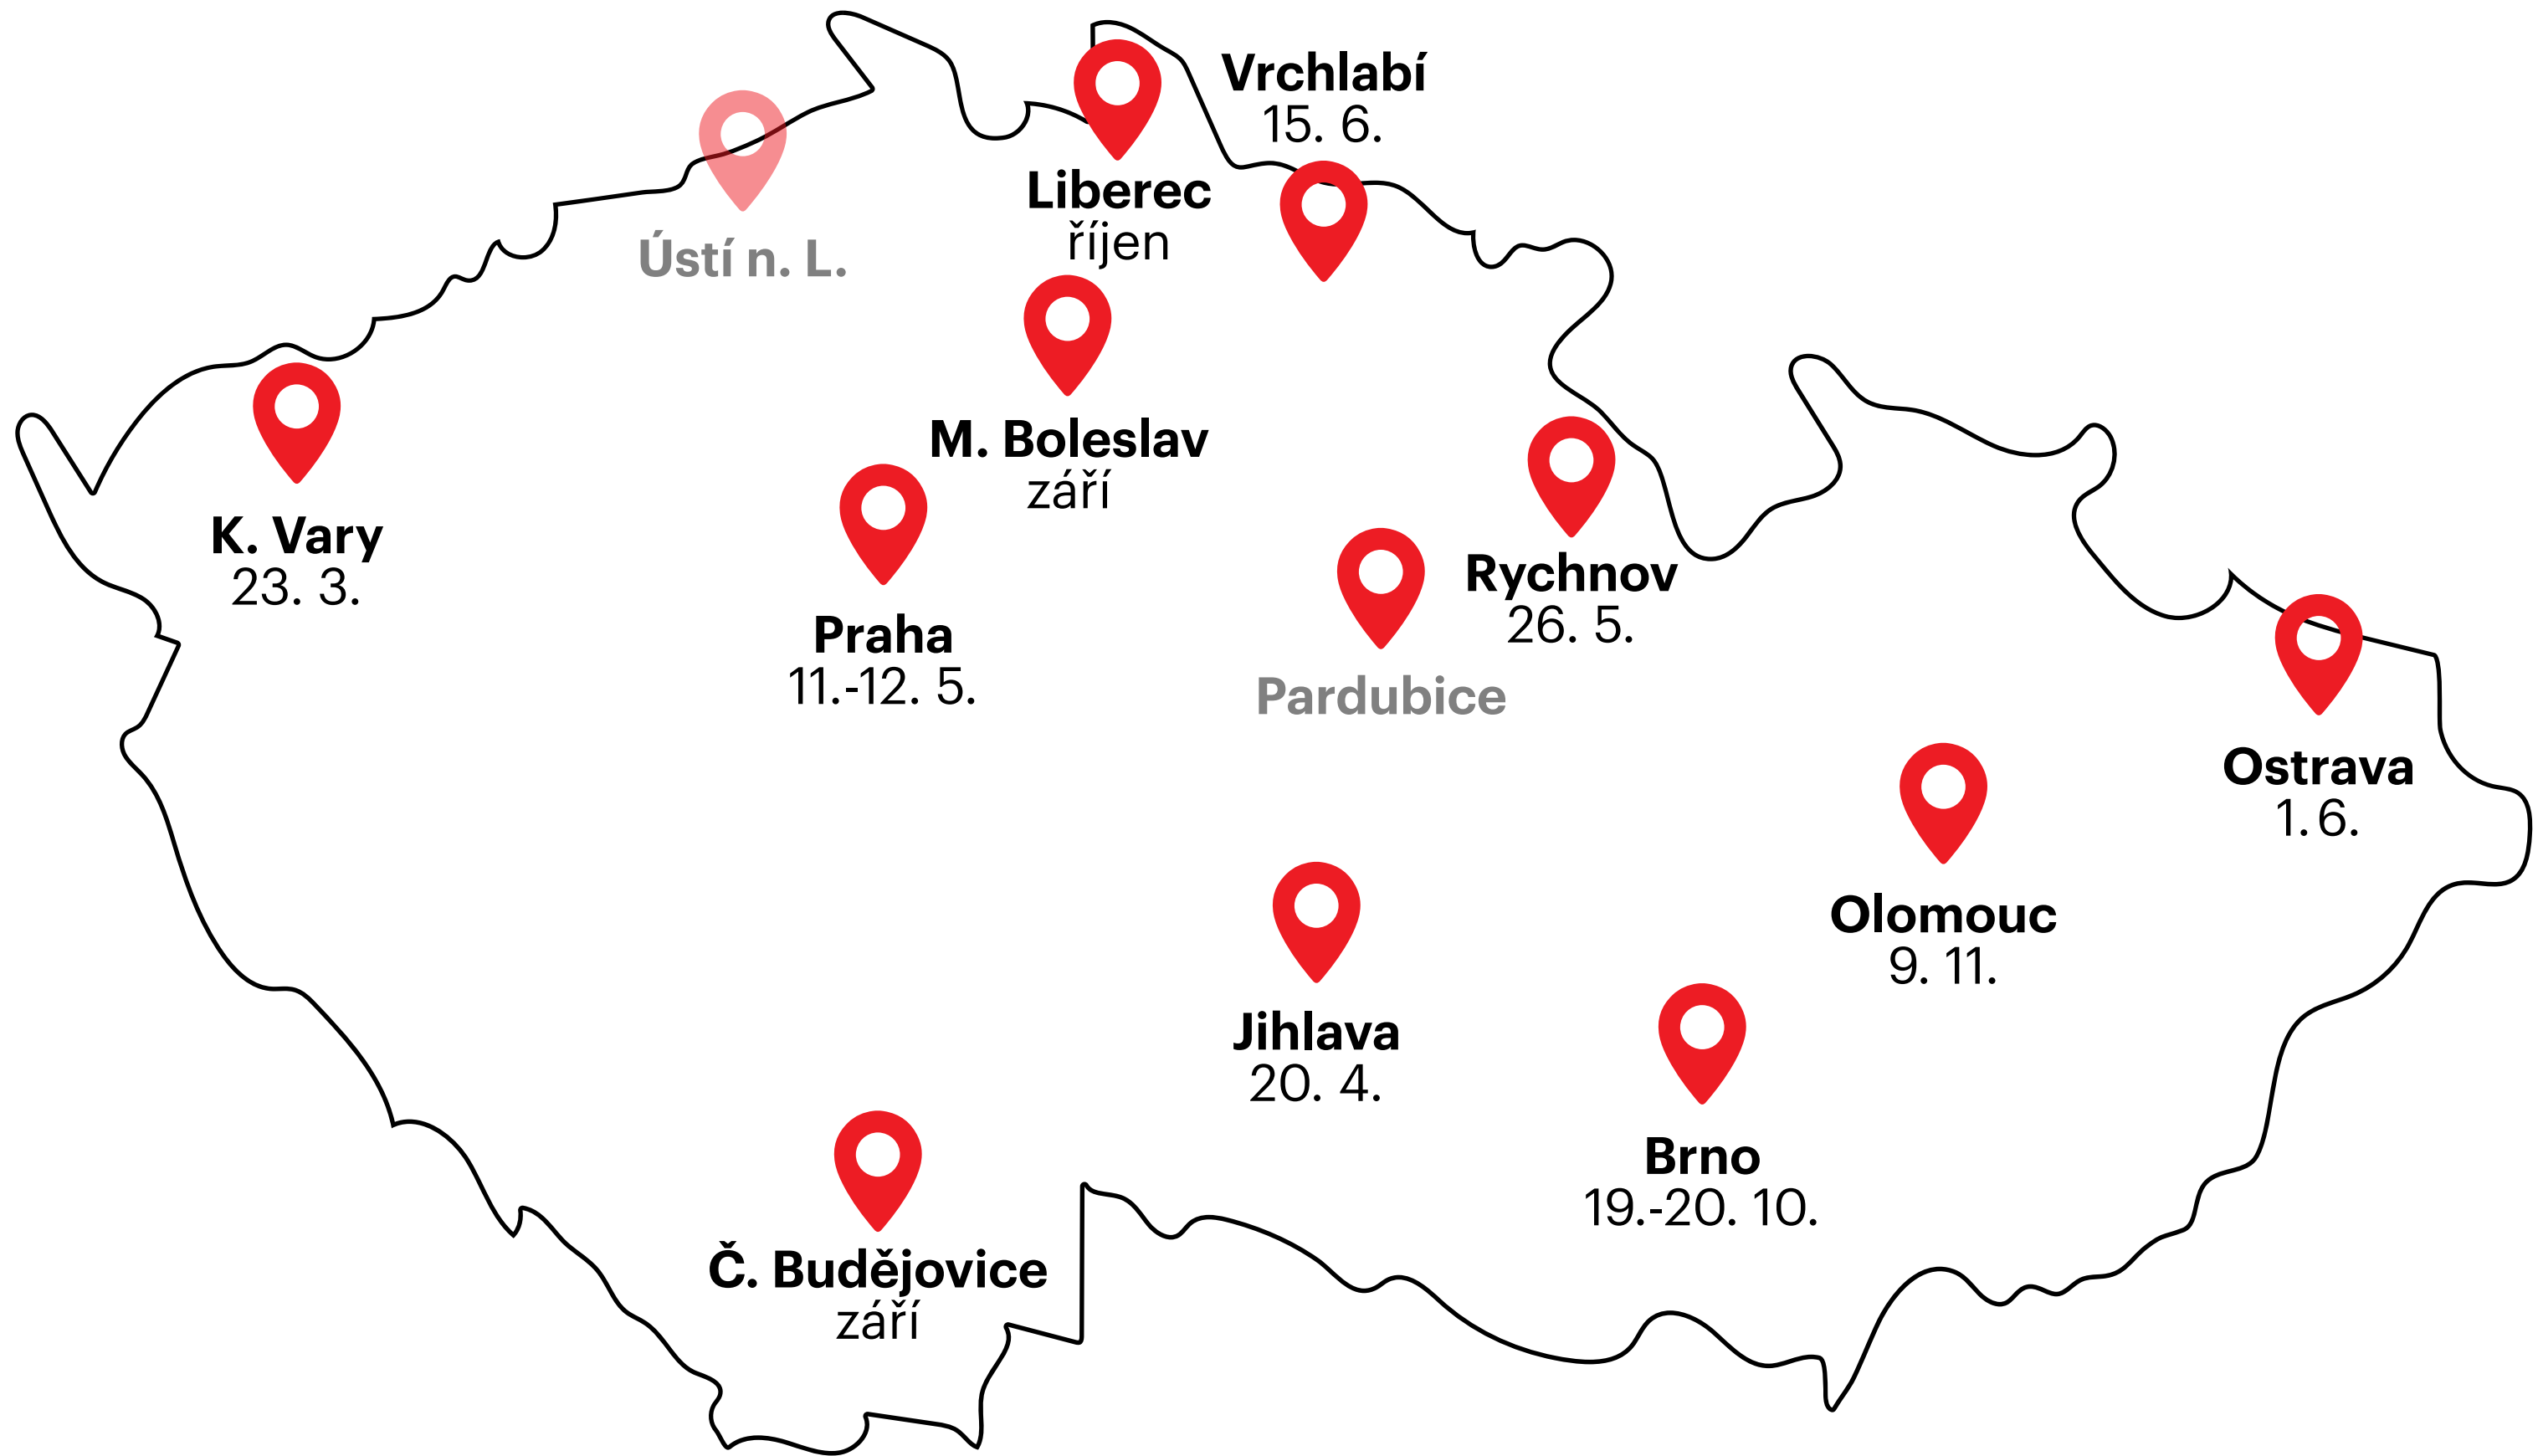 Vrchlabí
15. 6.
Liberec
říjen
Ústí n. L.
M. Boleslav
září
K. Vary
23. 3.
Praha
11.-12. 5.
Rychnov
26. 5.
Pardubice
Ostrava
1. 6.
Olomouc
9. 11.
Jihlava
20. 4.
Brno
19.-20. 10.
Č. Budějovice
září